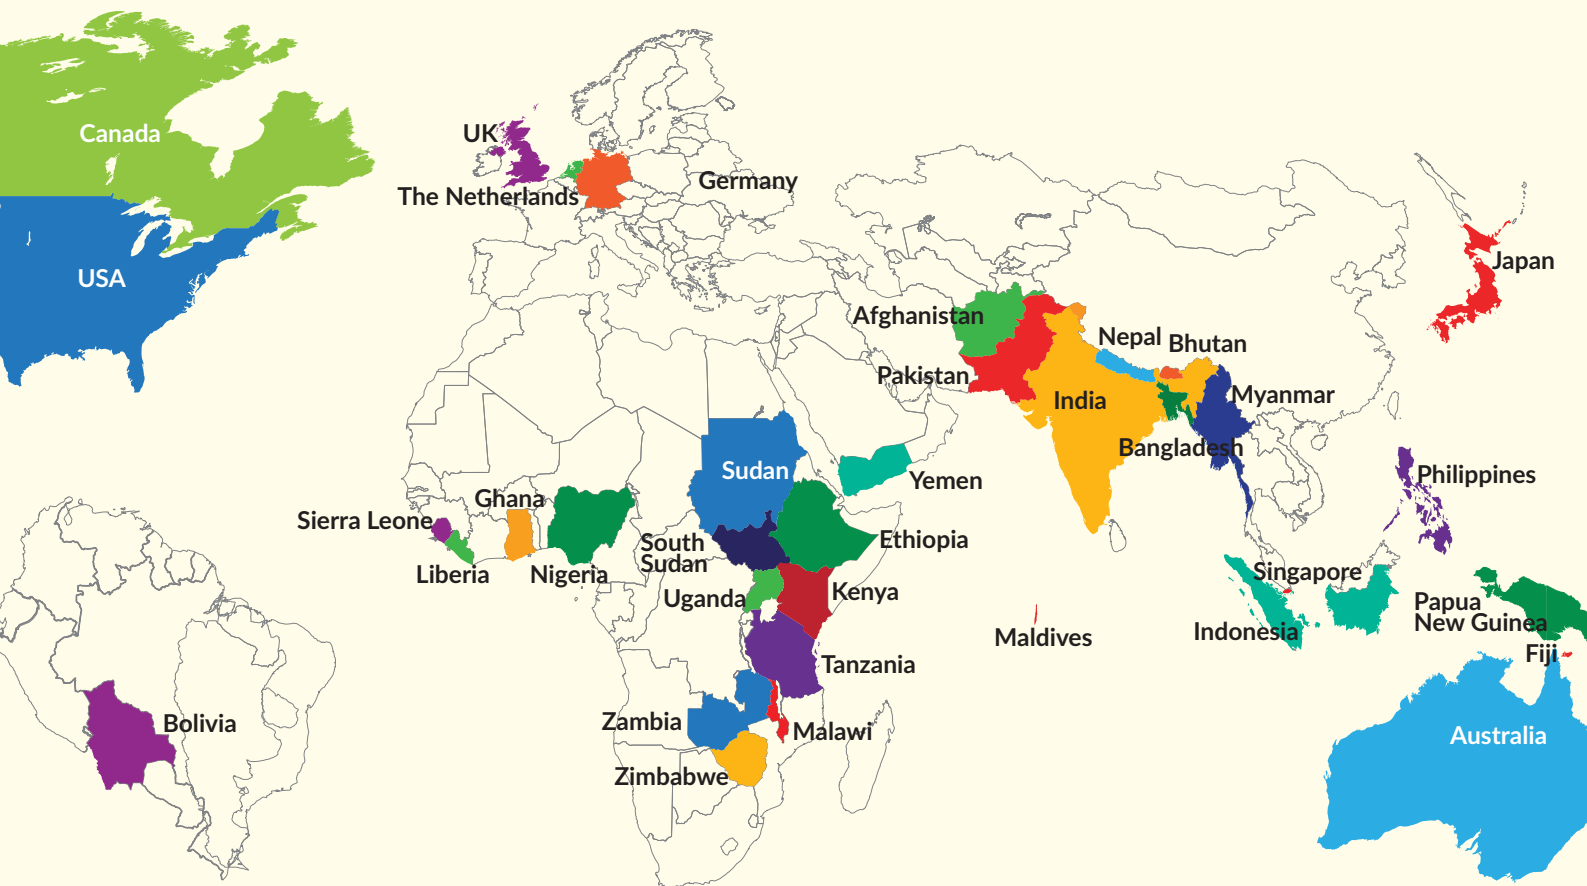 Canada
USA
UK
The Netherlands
Germany
Japan
Afghanistan
Pakistan
Nepal
Bhutan
India
Myanmar
Bangladesh
Sudan
Yemen
Philippines
Ghana
Sierra Leone
Liberia
Nigeria
South
Sudan
Ethiopia
Uganda
Kenya
Singapore
Maldives
Indonesia
Papua
New Guinea
Fiji
Tanzania
Bolivia
Zambia
Malawi
Australia
Zimbabwe